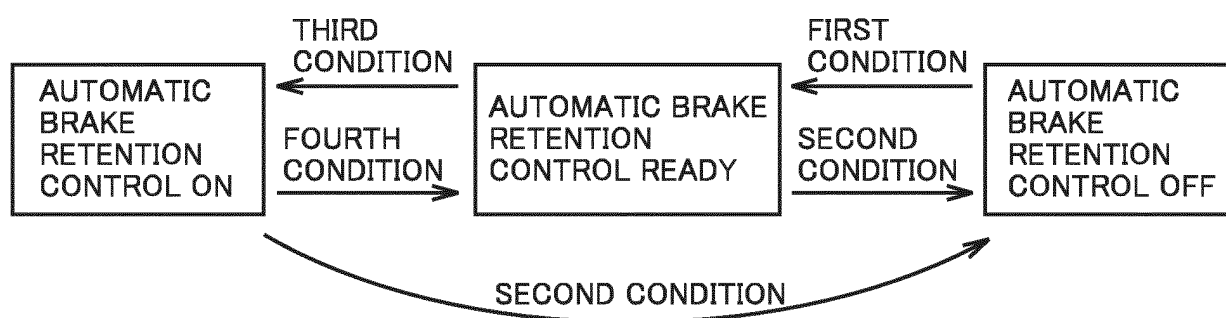 THIRD
CONDITION
FIRST
CONDITION
AUTOMATIC
BRAKE
RETENTION
CONTROL ON
FOURTH
CONDITION
AUTOMATIC BRAKE
RETENTION
CONTROL READY
SECOND
CONDITION
AUTOMATIC
BRAKE
RETENTION
CONTROL OFF
SECOND CONDITION